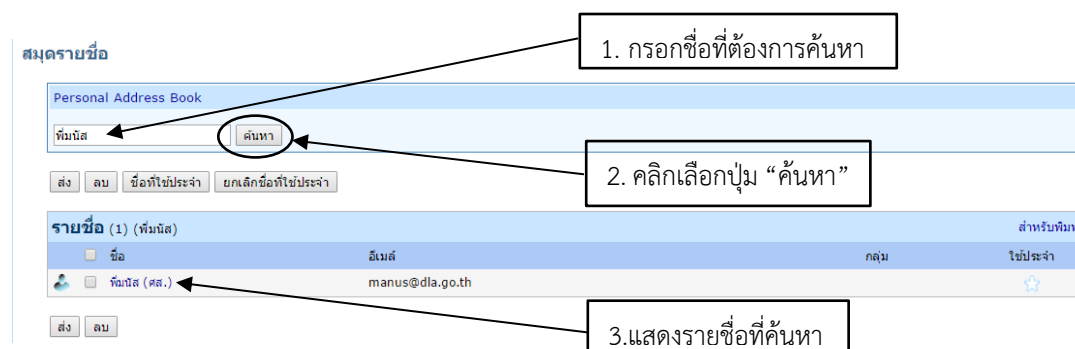 1. กรอกชื่อที่ต้องการค้นหา
สมุดรายชื่อ
Personal Address Book
พี่มนัส ค้นหา
2. คลิกเลือกปุ่ม “ค้นหา”
ส่ง ลบ ชื่อที่ใช้ประจำ ยกเลิกชื่อที่ใช้ประจำ
รายชื่อ (1) (พี่มนัส) สำหรับพิมพ
ชื่อ อีเมล์ กลุ่ม ใช้ประจำ
พี่มนัส (ศส.) manus@dla.go.th
ส่ง ลบ
3.แสดงรายชื่อที่ค้นหา